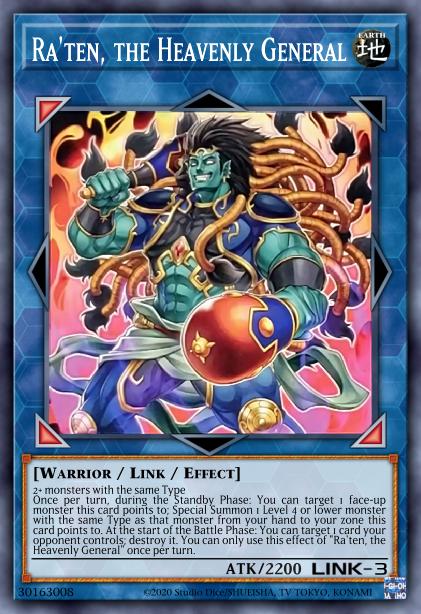 Ra'ten, the Heavenly General
EARTH
地
[Warrior / Link / Effect]
2+ monsters with the same Type
Once per turn, during the Standby Phase: You can target 1 face-up
monster this card points to; Special Summon 1 Level 4 or lower monster
with the same Type as that monster from your hand to your zone this
card points to. At the start of the Battle Phase: You can target 1 card your
opponent controls; destroy it. You can only use this effect of "Ra'ten, the
Heavenly General" once per turn.
ATK/2200 LINK-3
30163008 ©2020 Studio Dice/SHUEISHA, TV TOKYO, KONAMI